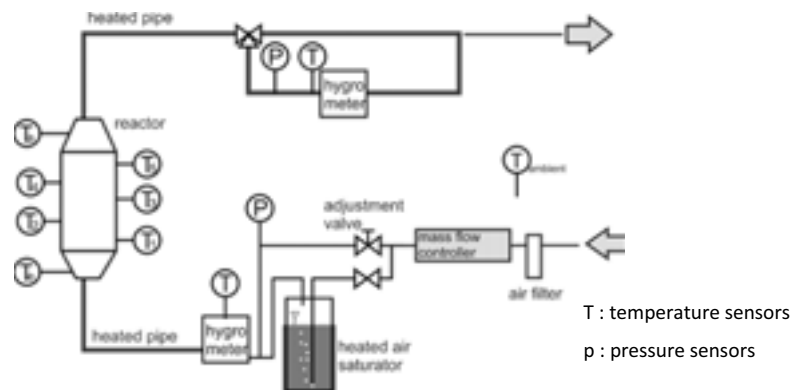 heated pipe
P
T
hygro
meter
reactor
T
T
T
T
T
T
T
T
T ambient
P
adjustment
valve
mass flow
controller
air filter
T
T
heated pipe
hygro
meter
heated air
saturator
T : temperature sensors
p : pressure sensors